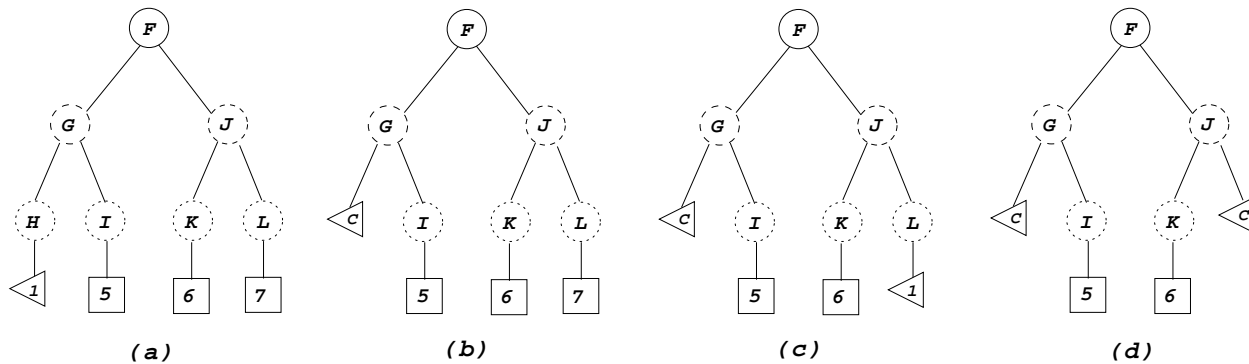 F F F F
G J G J G J G J
H I K L C I K L C I K L C I K C
1 5 6 7 5 6 7 5 6 1 5 6
(a) (b) (c) (d)